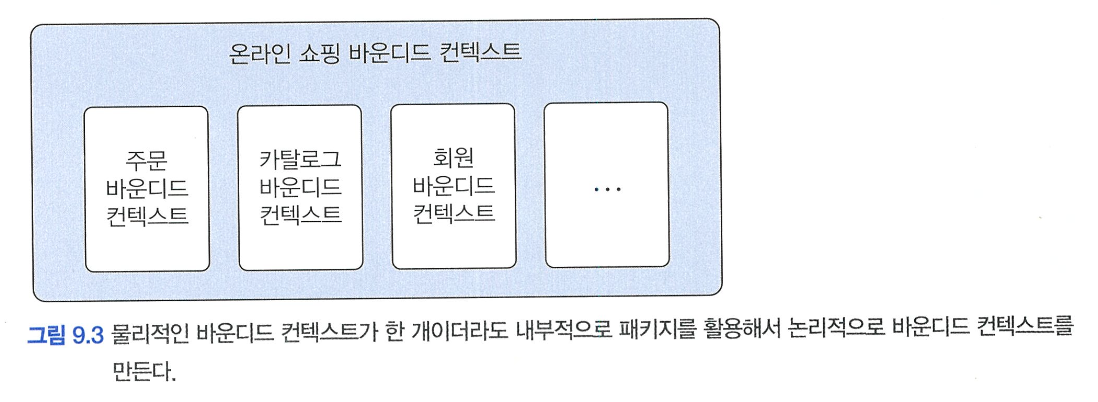 온라인 쇼핑 바운디드 컨텍스트
주문
바운디드
컨텍스트
카탈로그
바운디드
컨텍스트
회원
바운디드
컨텍스트
...
그림 9.3 물리적인 바운디드 컨텍스트가 한 개이더라도 내부적으로 패키지를 활용해서 논리적으로 바운디드 컨텍스트를
만든다.